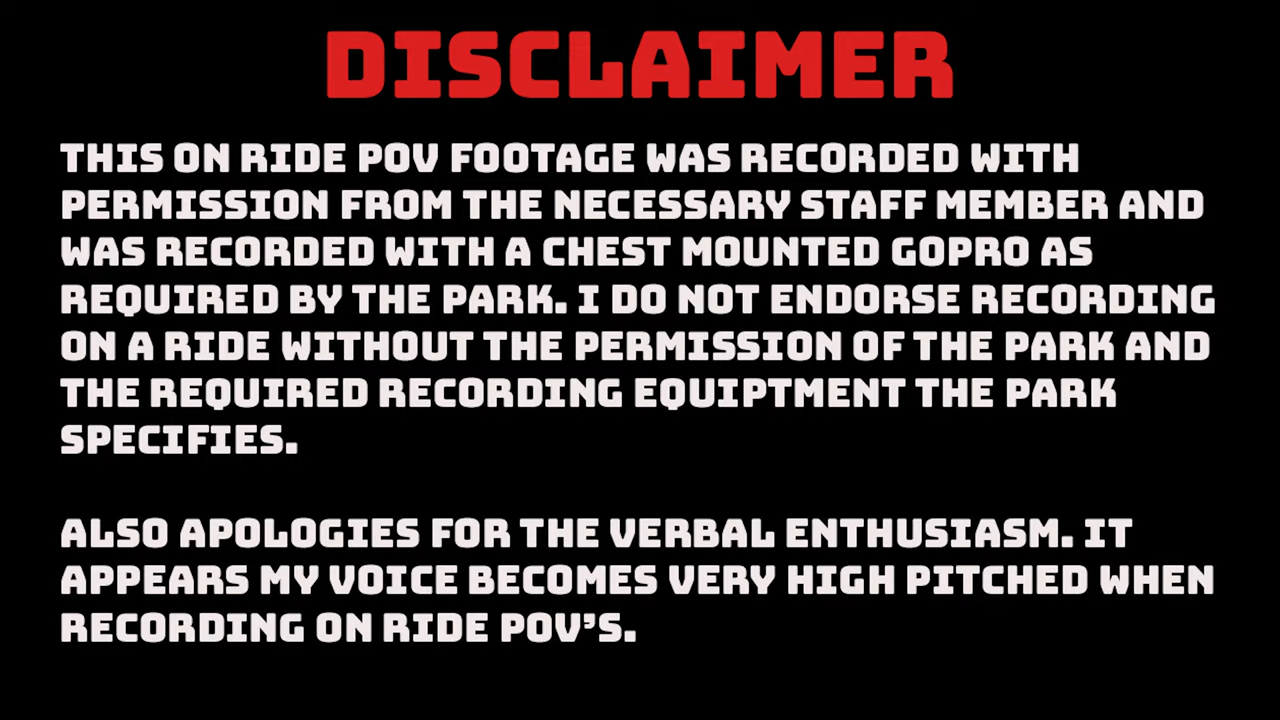 DISCLAIMER
THIS ON RIDE POV FOOTAGE WAS RECORDED WITH
PERMISSION FROM THE NECESSARY STAFF MEMBER AND
WAS RECORDED WITH A CHEST MOUNTED GOPRO AS
REQUIRED BY THE PARK. I DO NOT ENDORSE RECORDING
ON A RIDE WITHOUT THE PERMISSION OF THE PARK AND
THE REQUIRED RECORDING EQUIPTMENT THE PARK
SPECIFIES.
ALSO APOLOGIES FOR THE VERBAL ENTHUSIASM. IT
APPEARS MY VOICE BECOMES VERY HIGH PITCHED WHEN
RECORDING ON RIDE POV'S.